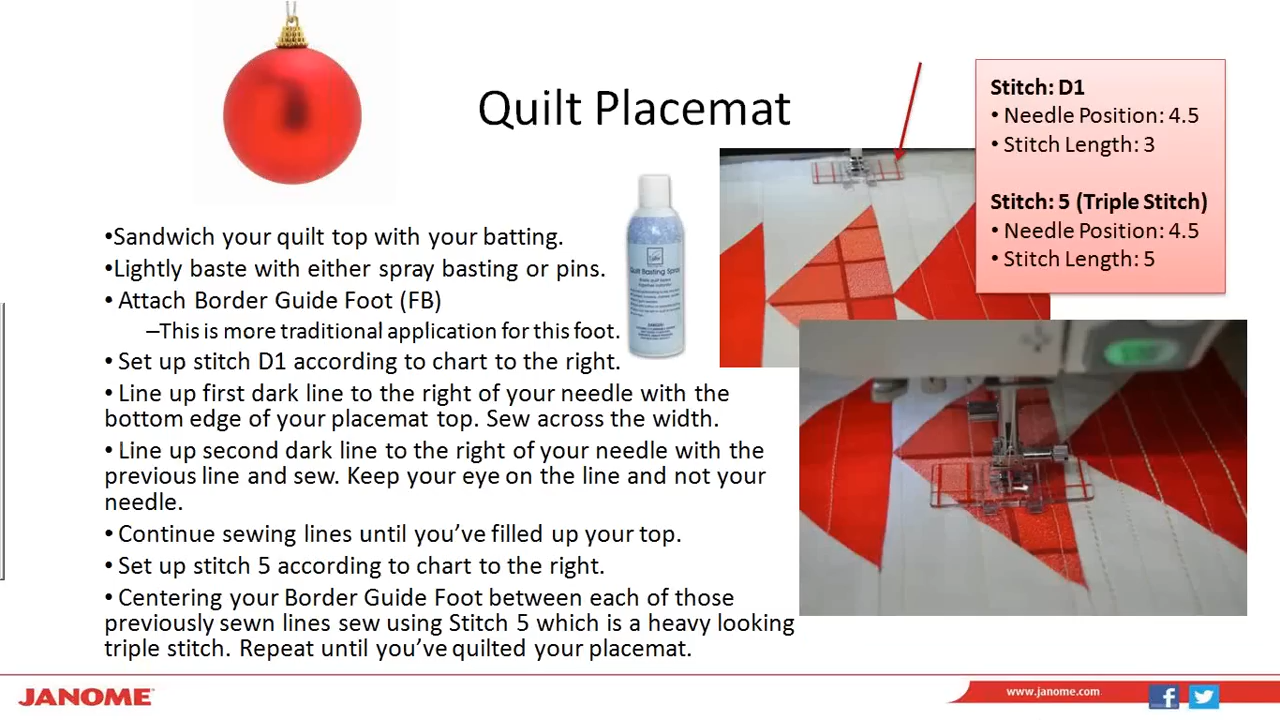 Quilt Placemat
•Sandwich your quilt top with your batting.
•Lightly baste with either spray basting or pins.
• Attach Border Guide Foot (FB)
–This is more traditional application for this foot.
• Set up stitch D1 according to chart to the right.
• Line up first dark line to the right of your needle with the
bottom edge of your placemat top. Sew across the width.
• Line up second dark line to the right of your needle with the
previous line and sew. Keep your eye on the line and not your
needle.
• Continue sewing lines until you’ve filled up your top.
• Set up stitch 5 according to chart to the right.
• Centering your Border Guide Foot between each of those
previously sewn lines sew using Stitch 5 which is a heavy looking
triple stitch. Repeat until you’ve quilted your placemat.
Quilt Basting Spray
Stitch: D1
• Needle Position: 4.5
• Stitch Length: 3
Stitch: 5 (Triple Stitch)
• Needle Position: 4.5
• Stitch Length: 5
JANOME
www.janome.com